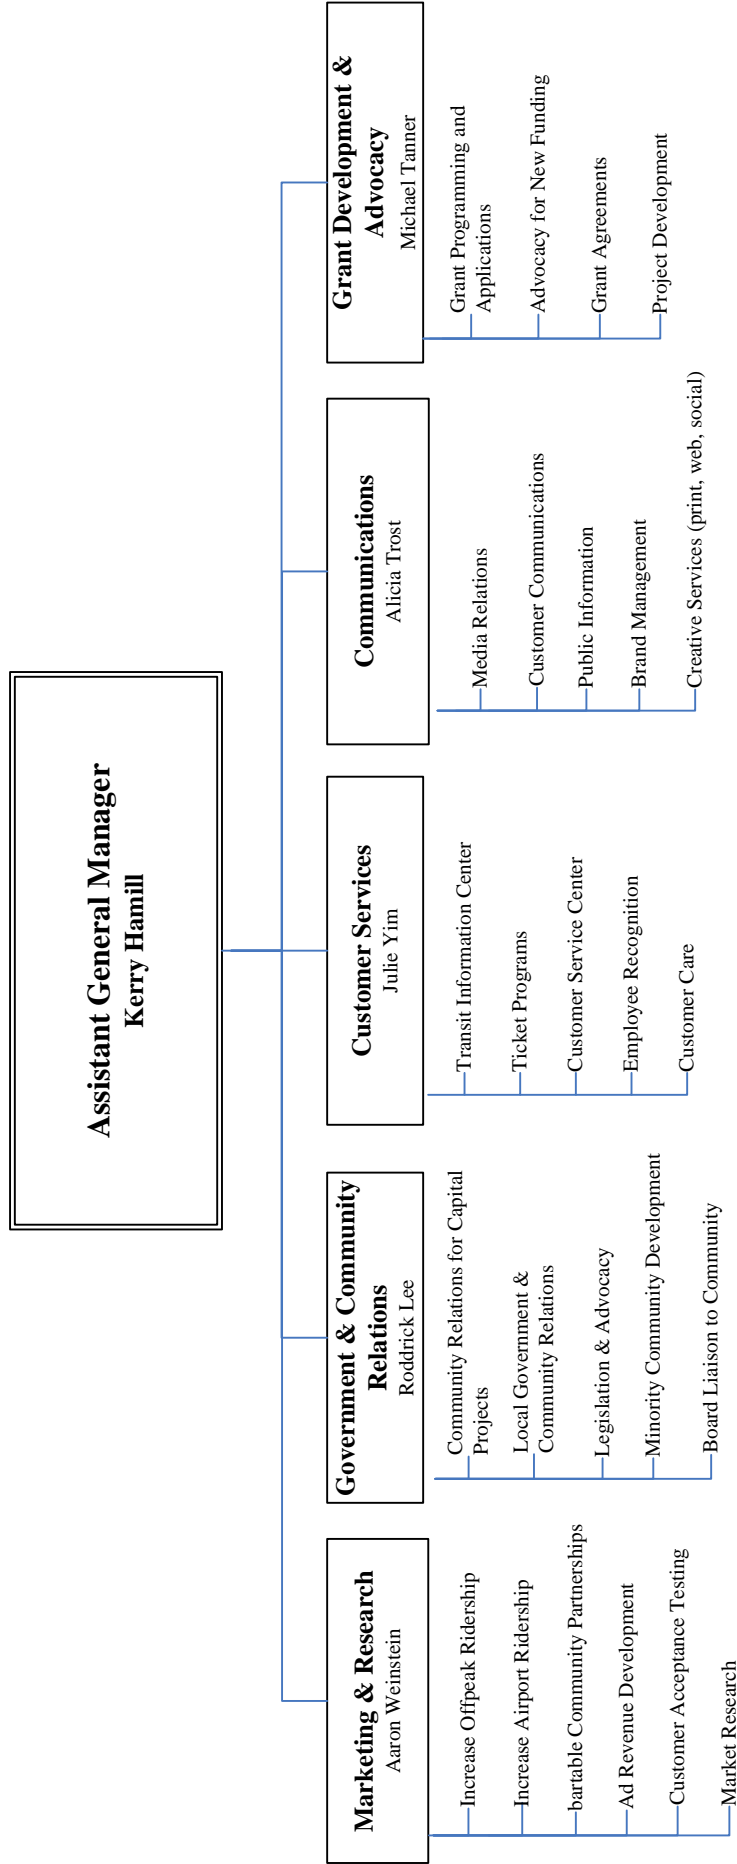 Assistant General Manager
Kerry Hamill
Marketing & Research
Aaron Weinstein
Increase Offpeak Ridership
Increase Airport Ridership
bartable Community Partnerships
Ad Revenue Development
Customer Acceptance Testing
Market Research
Government & Community
Relations
Roddrick Lee
Community Relations for Capital
Projects
Local Government &
Community Relations
Legislation & Advocacy
Minority Community Development
Board Liaison to Community
Customer Services
Julie Yim
Transit Information Center
Ticket Programs
Customer Service Center
Employee Recognition
Customer Care
Communications
Alicia Trost
Media Relations
Customer Communications
Public Information
Brand Management
Creative Services (print, web, social)
Grant Development &
Advocacy
Michael Tanner
Grant Programming and
Applications
Advocacy for New Funding
Grant Agreements
Project Development